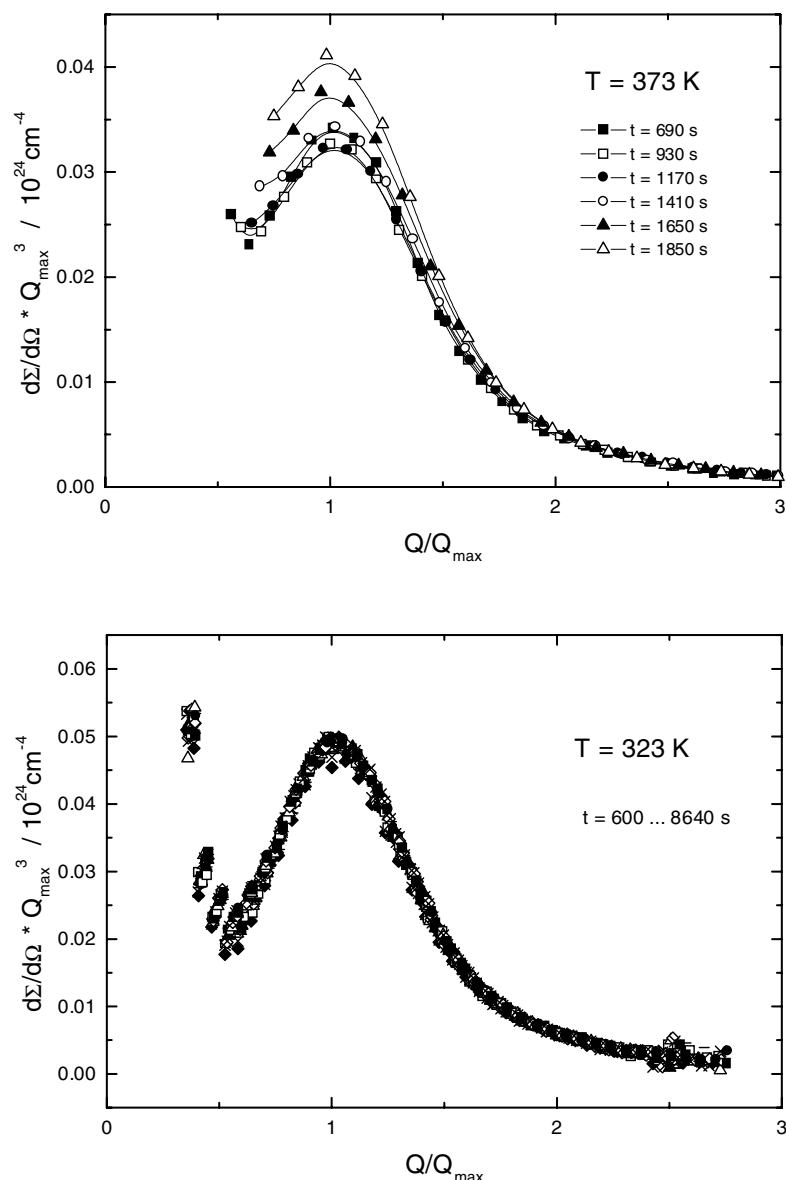 T = 373 K
t = 690 s
t = 930 s
t = 1170 s
t = 1410 s
t = 1650 s
t = 1850 s
0.04
0.03
0.02
0.01
0.00
0 1 2 3
dΣ/dΩ * Q_max^3 / 10^24 cm^-4
Q/Q_max
T = 323 K
t = 600 ... 8640 s
0.06
0.05
0.04
0.03
0.02
0.01
0.00
0 1 2 3
dΣ/dΩ * Q_max^3 / 10^24 cm^-4
Q/Q_max